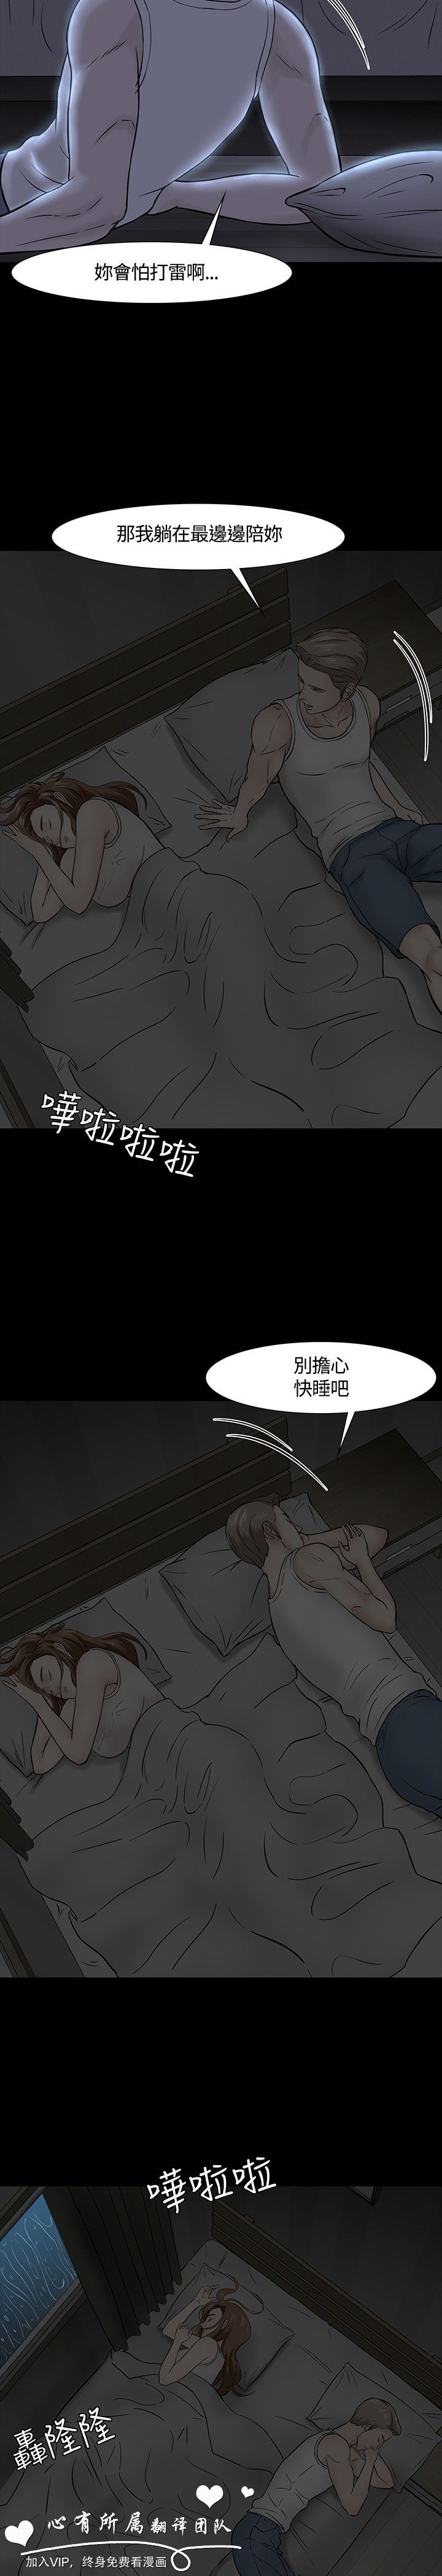 妳會怕打雷啊...
那我躺在最邊邊陪妳
嘩啦啦啦
別擔心
快睡吧
嘩啦啦
轟隆隆
心有所属翻译团队
加入VIP，终身免费看漫画